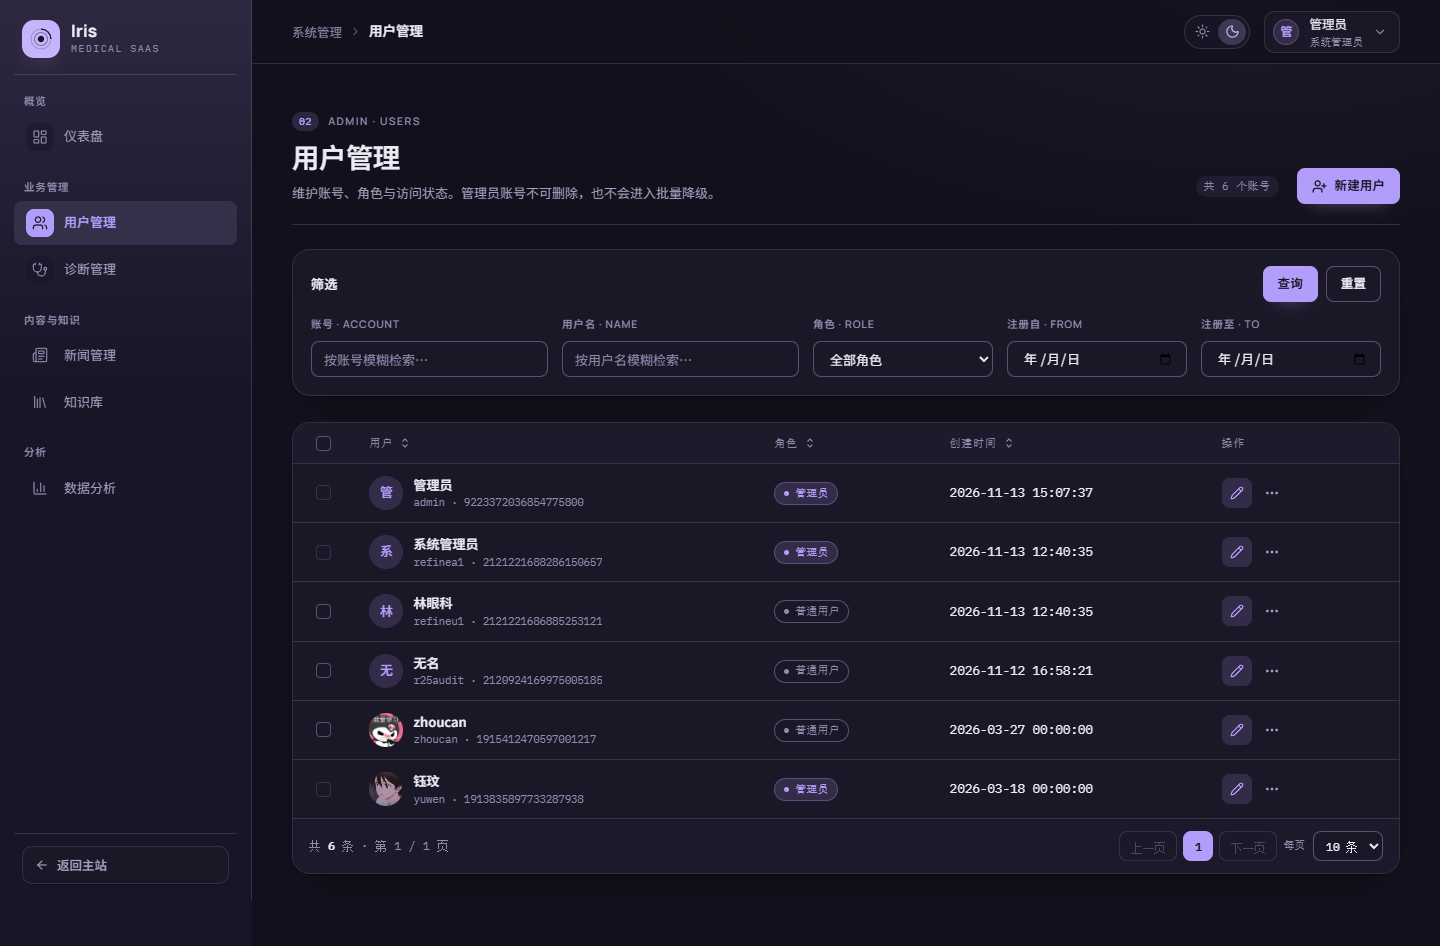 Iris
MEDICAL SAAS
概览
仪表盘
业务管理
用户管理
诊断管理
内容与知识
新闻管理
知识库
分析
数据分析
返回主站
系统管理 > 用户管理
管
管理员
系统管理员
02 ADMIN · USERS
用户管理
维护账号、角色与访问状态。管理员账号不可删除，也不会进入批量降级。
共 6 个账号
新建用户
筛选
查询
重置
账号 · ACCOUNT
用户名 · NAME
角色 · ROLE
注册自 · FROM
注册至 · TO
按账号模糊检索…
按用户名模糊检索…
全部角色
年 /月/日
年 /月/日
用户
角色
创建时间
操作
管
管理员
admin · 9223372036854775800
管理员
2026-11-13 15:07:37
系
系统管理员
refinea1 · 2121221688286150657
管理员
2026-11-13 12:40:35
林
林眼科
refineu1 · 2121221686885253121
普通用户
2026-11-13 12:40:35
无
无名
r25audit · 2120924169975005185
普通用户
2026-11-12 16:58:21
zhoucan
zhoucan · 1915412470597001217
普通用户
2026-03-27 00:00:00
钰玟
yuwen · 1913835897733287938
管理员
2026-03-18 00:00:00
共 6 条 · 第 1 / 1 页
上一页
1
下一页
每页
10 条